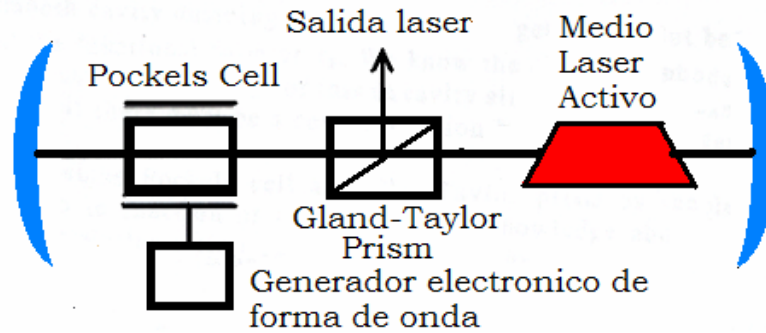 Salida laser
Medio
Laser
Activo
Pockels Cell
Gland-Taylor
Prism
Generador electronico de
forma de onda